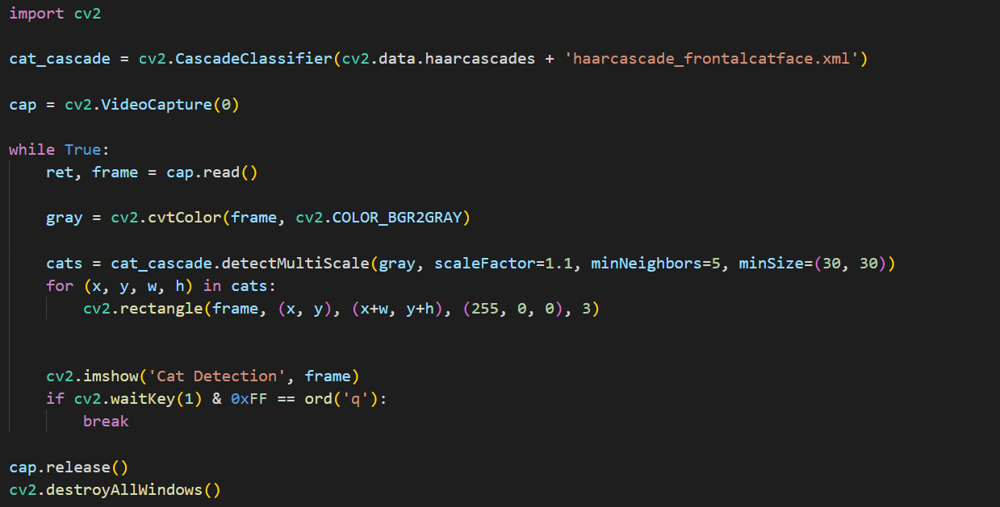 import cv2
cat_cascade = cv2.CascadeClassifier(cv2.data.haarcascades + 'haarcascade_frontalcatface.xml')
cap = cv2.VideoCapture(0)
while True:
    ret, frame = cap.read()
    gray = cv2.cvtColor(frame, cv2.COLOR_BGR2GRAY)
    cats = cat_cascade.detectMultiScale(gray, scaleFactor=1.1, minNeighbors=5, minSize=(30, 30))
    for (x, y, w, h) in cats:
        cv2.rectangle(frame, (x, y), (x+w, y+h), (255, 0, 0), 3)
    cv2.imshow('Cat Detection', frame)
    if cv2.waitKey(1) & 0xFF == ord('q'):
        break
cap.release()
cv2.destroyAllWindows()